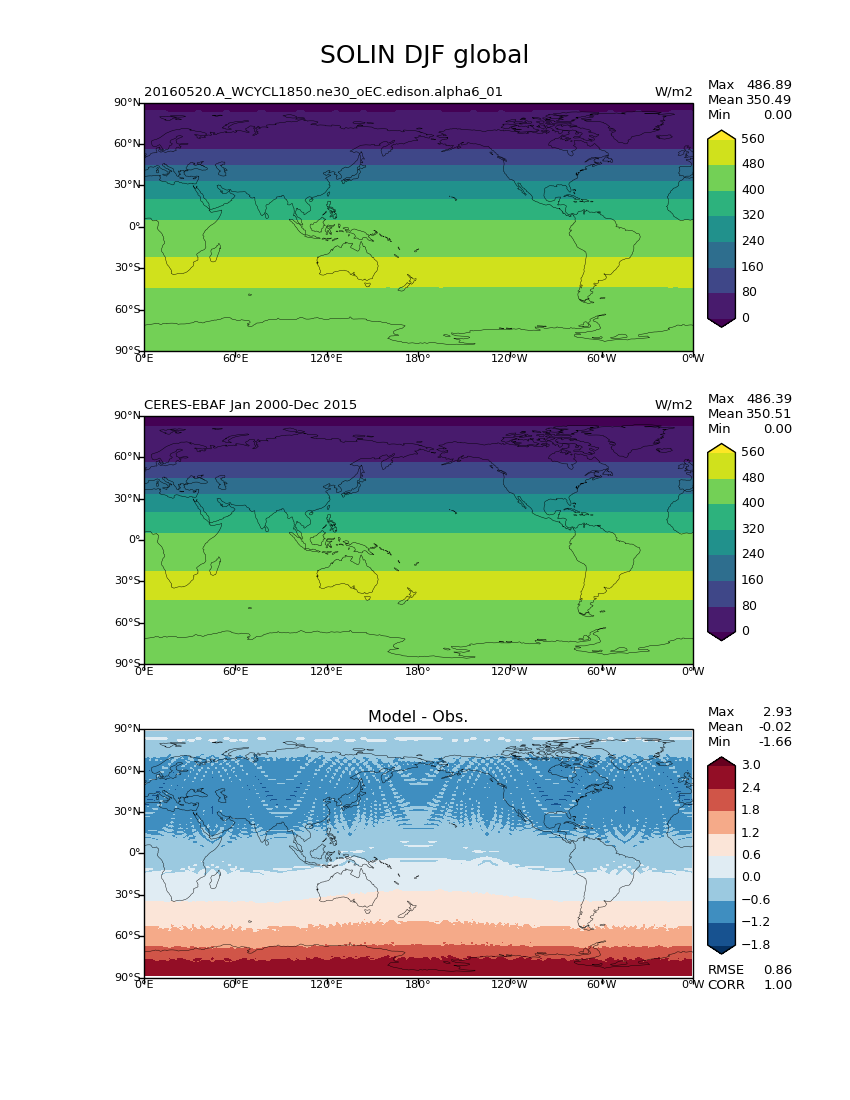 SOLIN DJF global
20160520.A_WCYCL1850.ne30_oEC.edison.alpha6_01 W/m2
Max 486.89
Mean 350.49
Min 0.00
90°N
60°N
30°N
0°
30°S
60°S
90°S
0°E 60°E 120°E 180° 120°W 60°W 0°W
560
480
400
320
240
160
80
0
CERES-EBAF Jan 2000-Dec 2015 W/m2
Max 486.39
Mean 350.51
Min 0.00
90°N
60°N
30°N
0°
30°S
60°S
90°S
0°E 60°E 120°E 180° 120°W 60°W 0°W
560
480
400
320
240
160
80
0
Model - Obs.
Max 2.93
Mean -0.02
Min -1.66
90°N
60°N
30°N
0°
30°S
60°S
90°S
0°E 60°E 120°E 180° 120°W 60°W 0°W
3.0
2.4
1.8
1.2
0.6
0.0
−0.6
−1.2
−1.8
RMSE 0.86
CORR 1.00